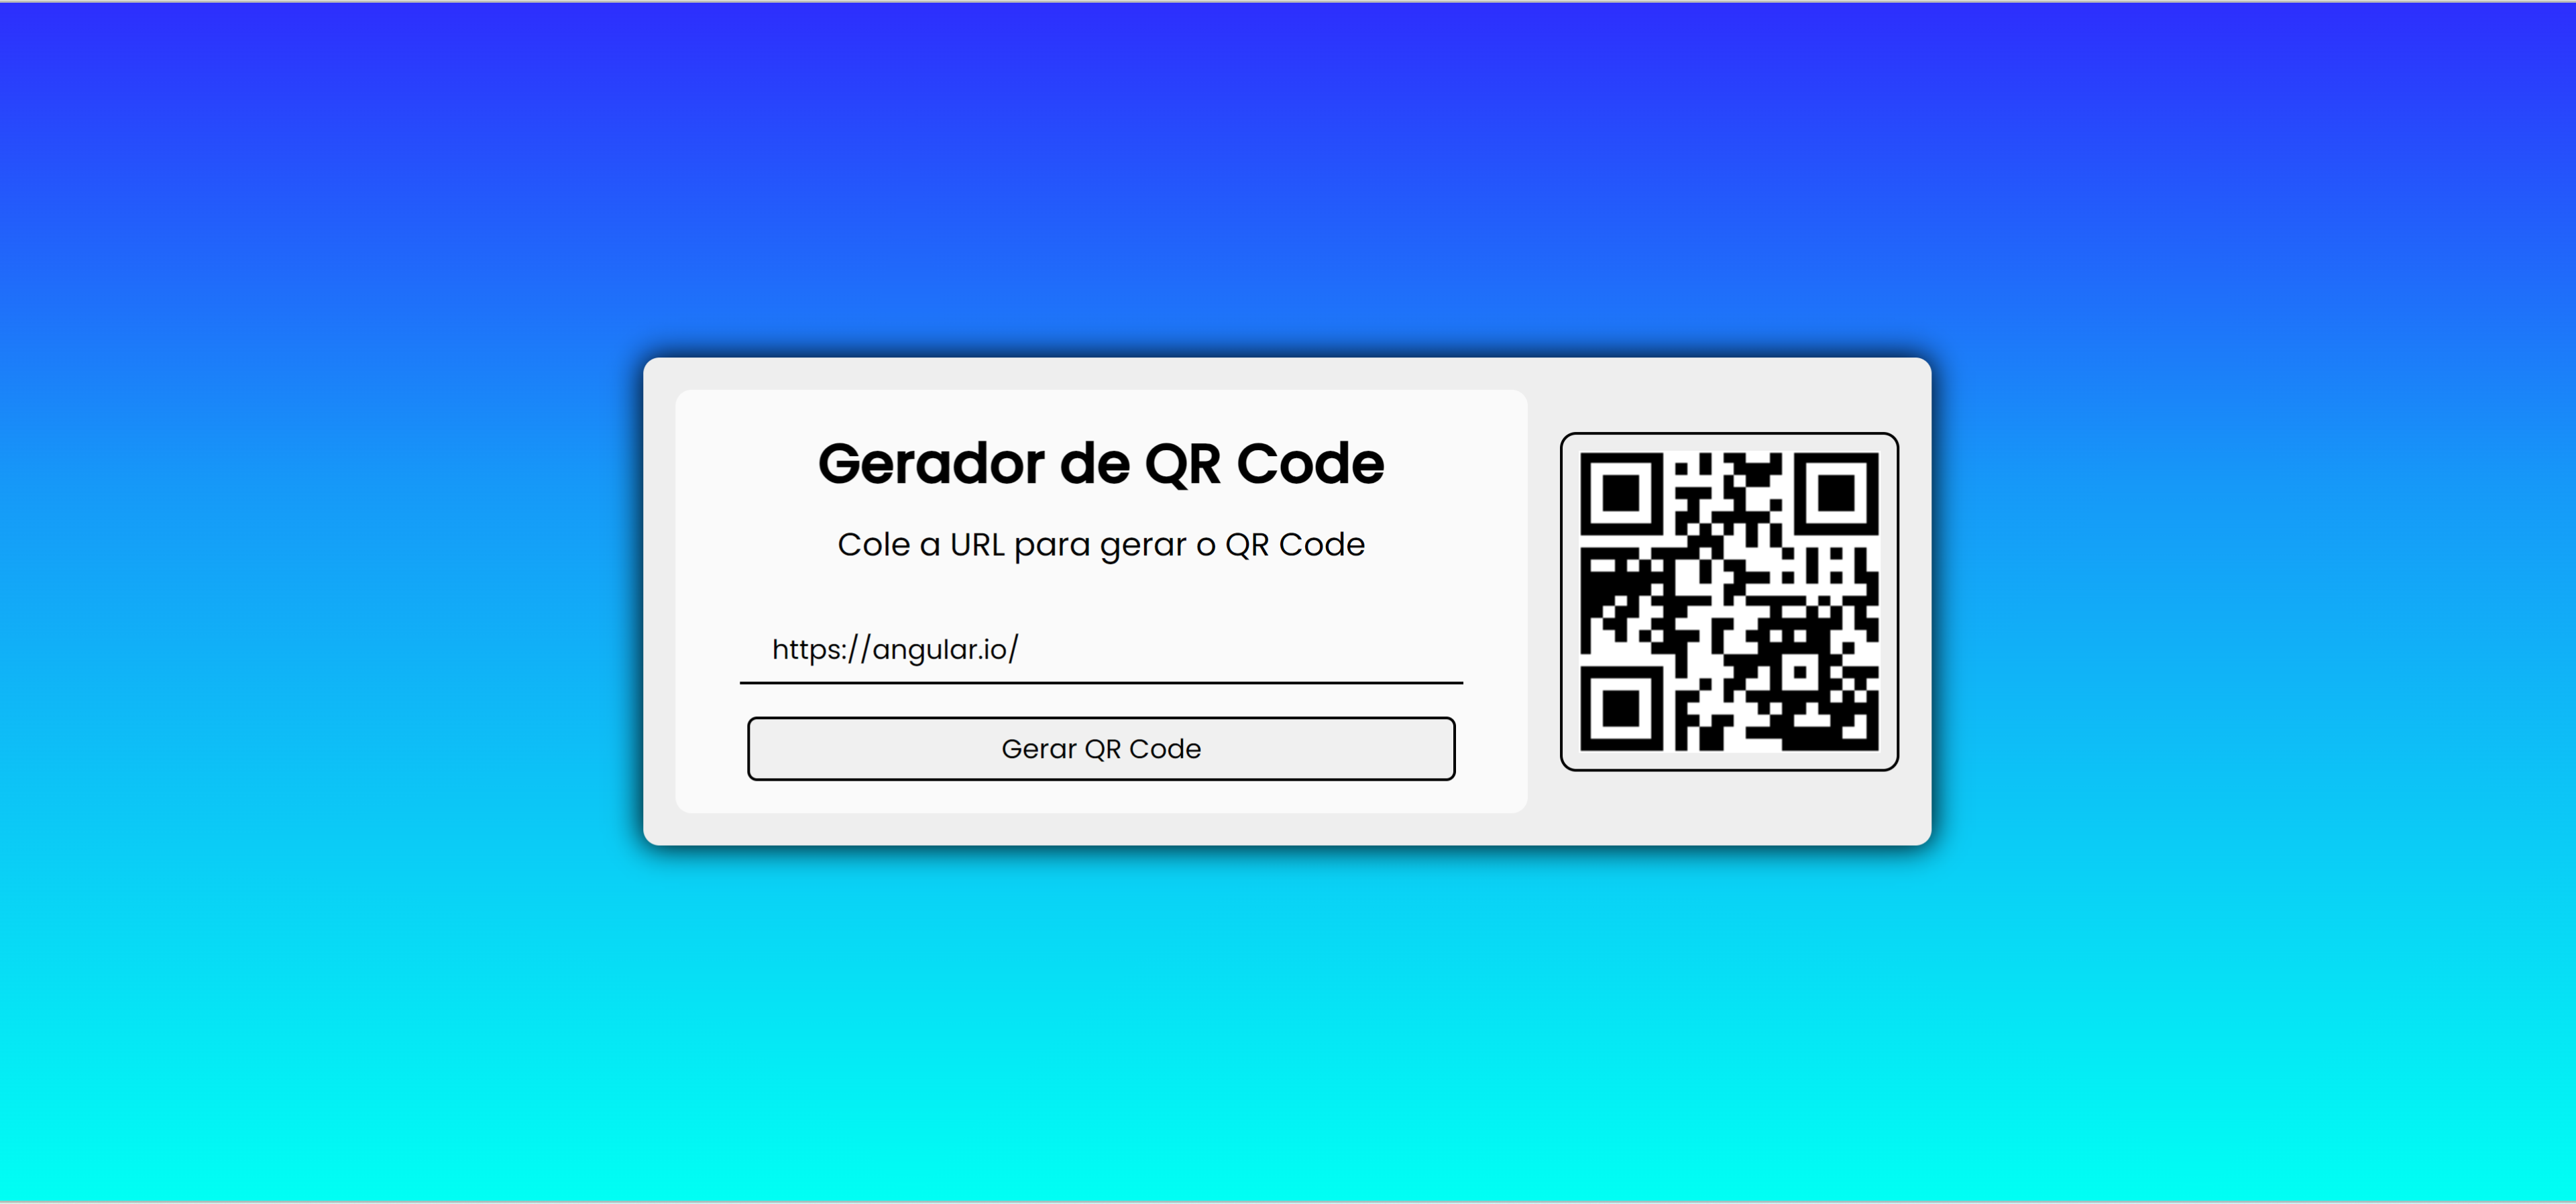 Gerador de QR Code
Cole a URL para gerar o QR Code
https://angular.io/
Gerar QR Code